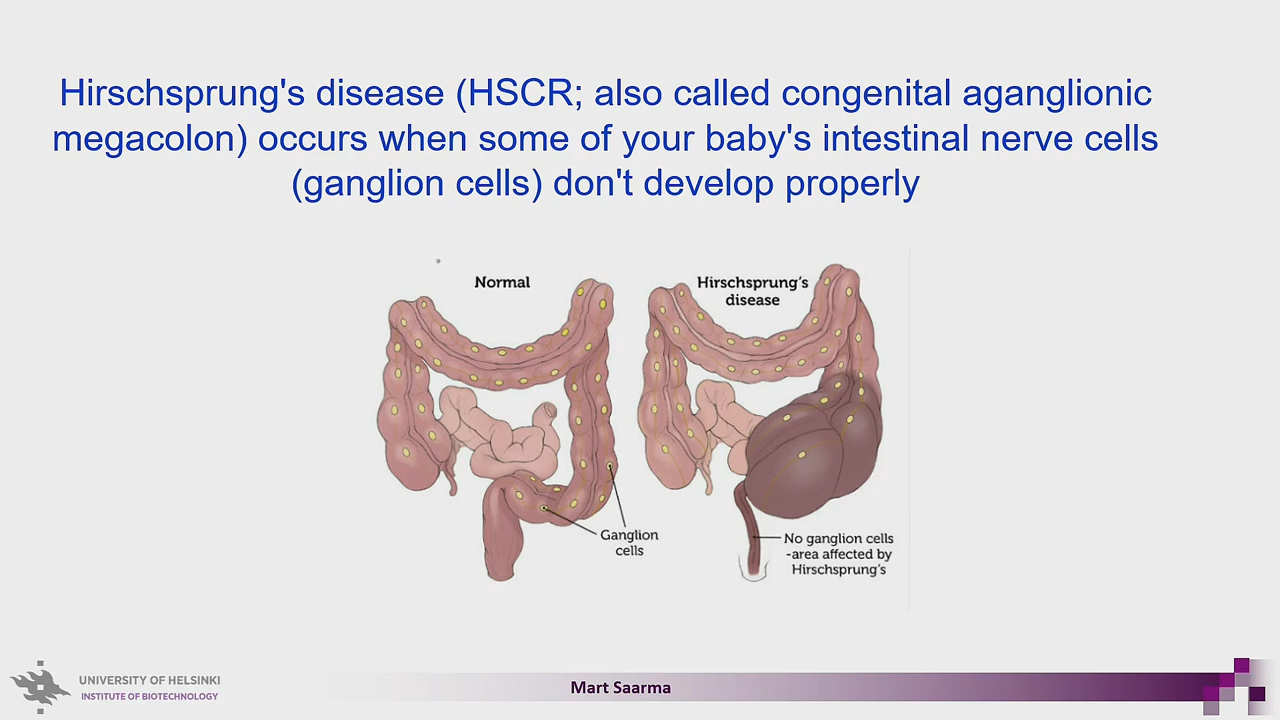 Hirschsprung's disease (HSCR; also called congenital aganglionic
megacolon) occurs when some of your baby's intestinal nerve cells
(ganglion cells) don't develop properly
Normal
Hirschsprung's
disease
Ganglion
cells
No ganglion cells
-area affected by
Hirschsprung's
UNIVERSITY OF HELSINKI
INSTITUTE OF BIOTECHNOLOGY
Mart Saarma